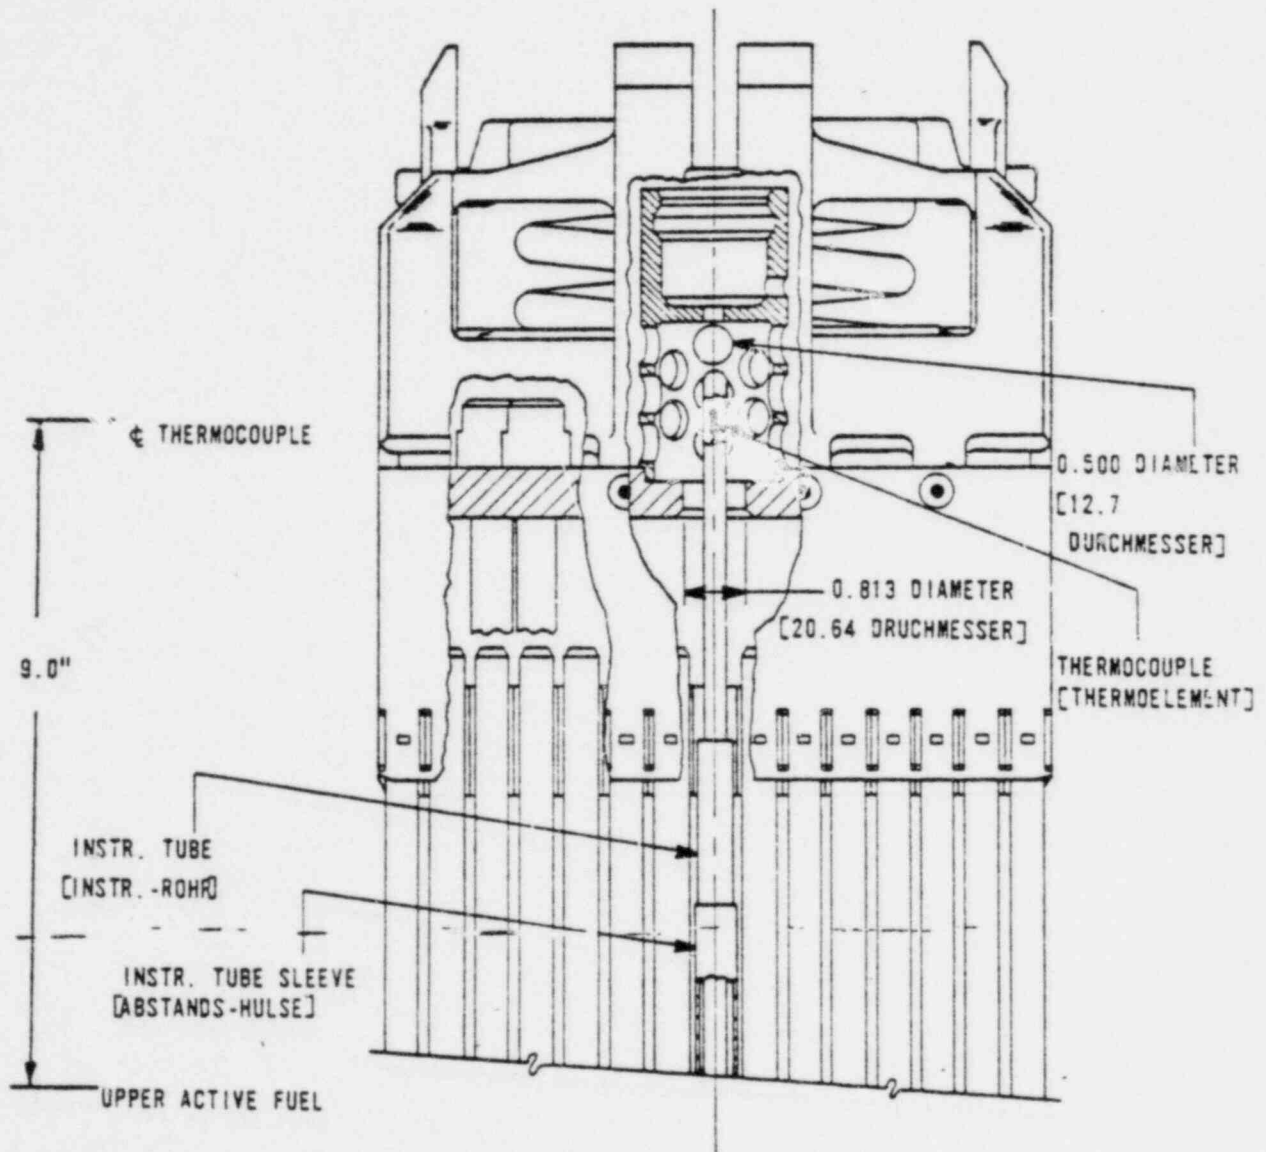 ℄ THERMOCOUPLE
0.500 DIAMETER
[12.7
DURCHMESSER]
0.813 DIAMETER
[20.64 DRUCHMESSER]
9.0"
THERMOCOUPLE
[THERMOELEMENT]
INSTR. TUBE
[INSTR.-ROHR]
INSTR. TUBE SLEEVE
[ABSTANDS-HULSE]
UPPER ACTIVE FUEL